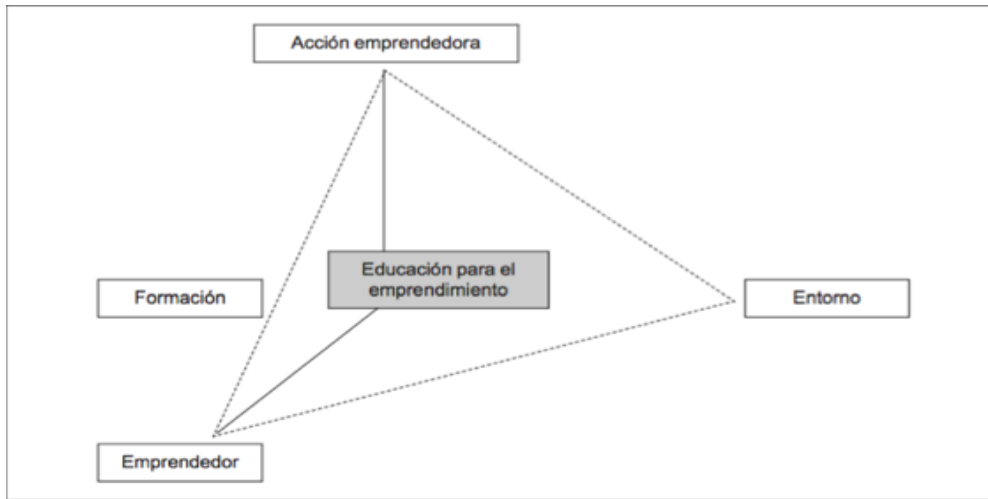 Acción emprendedora
Educación para el
emprendimiento
Formación
Entorno
Emprendedor